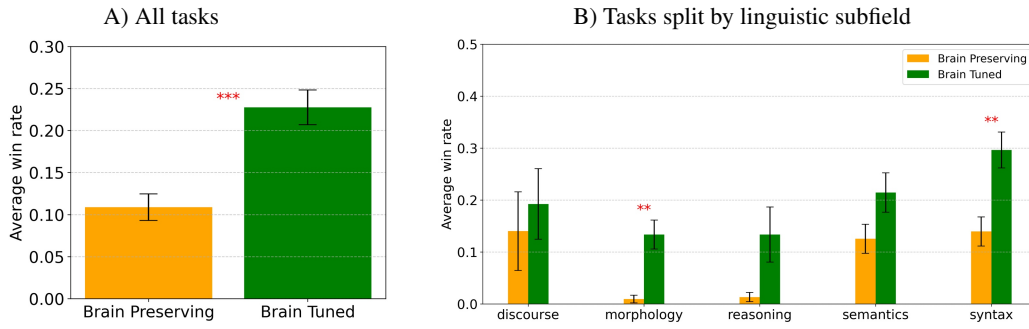 A) All tasks
0.30
0.25
0.20
0.15
0.10
0.05
0.00
Average win rate
***
Brain Preserving
Brain Tuned
B) Tasks split by linguistic subfield
0.5
0.4
0.3
0.2
0.1
0.0
Average win rate
Brain Preserving
Brain Tuned
**
**
discourse
morphology
reasoning
semantics
syntax